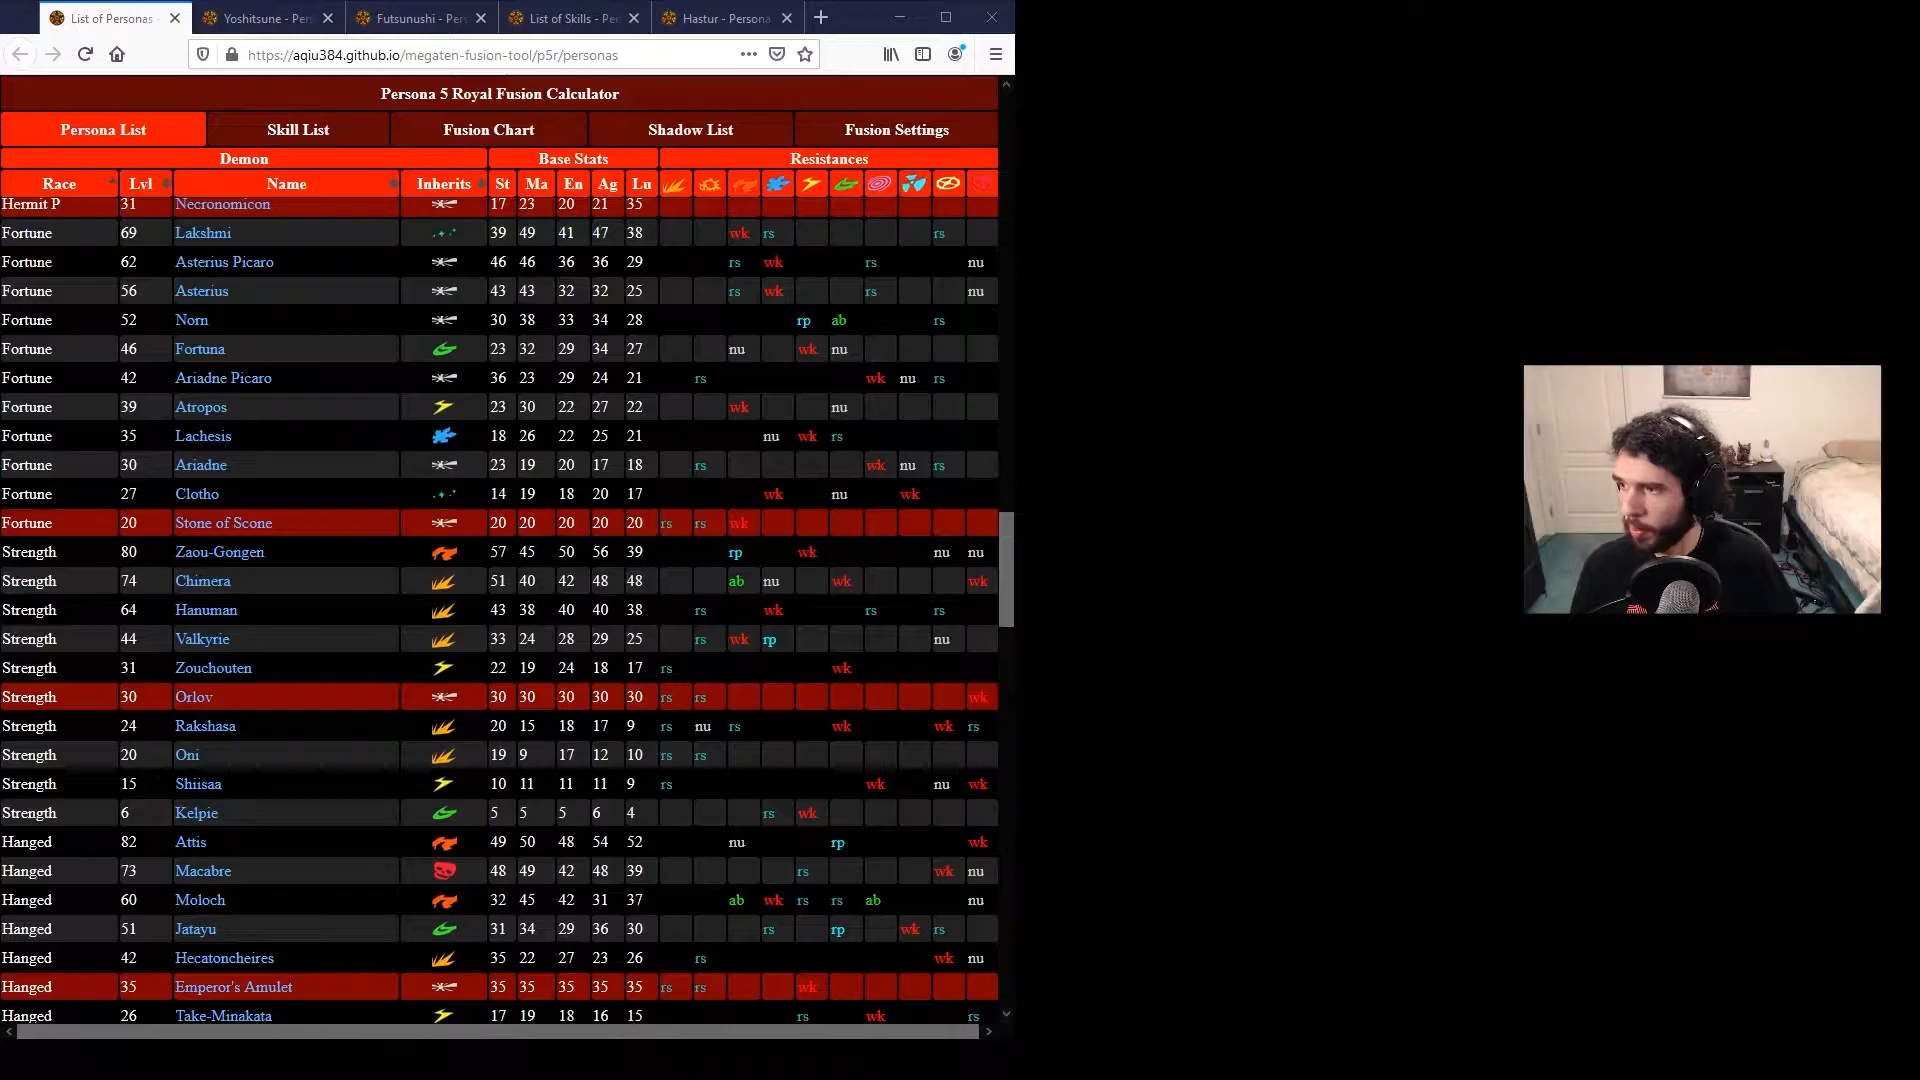 List of Personas -
Yoshitsune - Per
Futsunushi - Pers
List of Skills - Per
Hastur - Persona
https://aqiu384.github.io/megaten-fusion-tool/p5r/personas
Persona 5 Royal Fusion Calculator
Persona List Skill List Fusion Chart Shadow List Fusion Settings
Demon Base Stats Resistances
Race Lvl Name Inherits St Ma En Ag Lu
Hermit P 31 Necronomicon 17 23 20 21 35
Fortune 69 Lakshmi 39 49 41 47 38 wk rs rs
Fortune 62 Asterius Picaro 46 46 36 36 29 rs wk rs nu
Fortune 56 Asterius 43 43 32 32 25 rs wk rs nu
Fortune 52 Norn 30 38 33 34 28 rp ab rs
Fortune 46 Fortuna 23 32 29 34 27 nu wk nu
Fortune 42 Ariadne Picaro 36 23 29 24 21 rs wk nu rs
Fortune 39 Atropos 23 30 22 27 22 wk nu
Fortune 35 Lachesis 18 26 22 25 21 nu wk rs
Fortune 30 Ariadne 23 19 20 17 18 rs wk nu rs
Fortune 27 Clotho 14 19 18 20 17 wk nu wk
Fortune 20 Stone of Scone 20 20 20 20 20 rs rs wk
Strength 80 Zaou-Gongen 57 45 50 56 39 rp wk nu nu
Strength 74 Chimera 51 40 42 48 48 ab nu wk wk
Strength 64 Hanuman 43 38 40 40 38 rs wk rs rs
Strength 44 Valkyrie 33 24 28 29 25 rs wk rp nu
Strength 31 Zouchouten 22 19 24 18 17 rs wk
Strength 30 Orlov 30 30 30 30 30 rs rs wk
Strength 24 Rakshasa 20 15 18 17 9 rs nu rs wk wk rs
Strength 20 Oni 19 9 17 12 10 rs rs
Strength 15 Shiisaa 10 11 11 11 9 rs wk nu wk
Strength 6 Kelpie 5 5 5 6 4 rs wk
Hanged 82 Attis 49 50 48 54 52 nu rp wk
Hanged 73 Macabre 48 49 42 48 39 rs wk nu
Hanged 60 Moloch 32 45 42 31 37 ab wk rs rs ab nu
Hanged 51 Jatayu 31 34 29 36 30 rs rp wk rs
Hanged 42 Hecatoncheires 35 22 27 23 26 rs wk nu
Hanged 35 Emperor's Amulet 35 35 35 35 35 rs rs wk
Hanged 26 Take-Minakata 17 19 18 16 15 rs wk rs